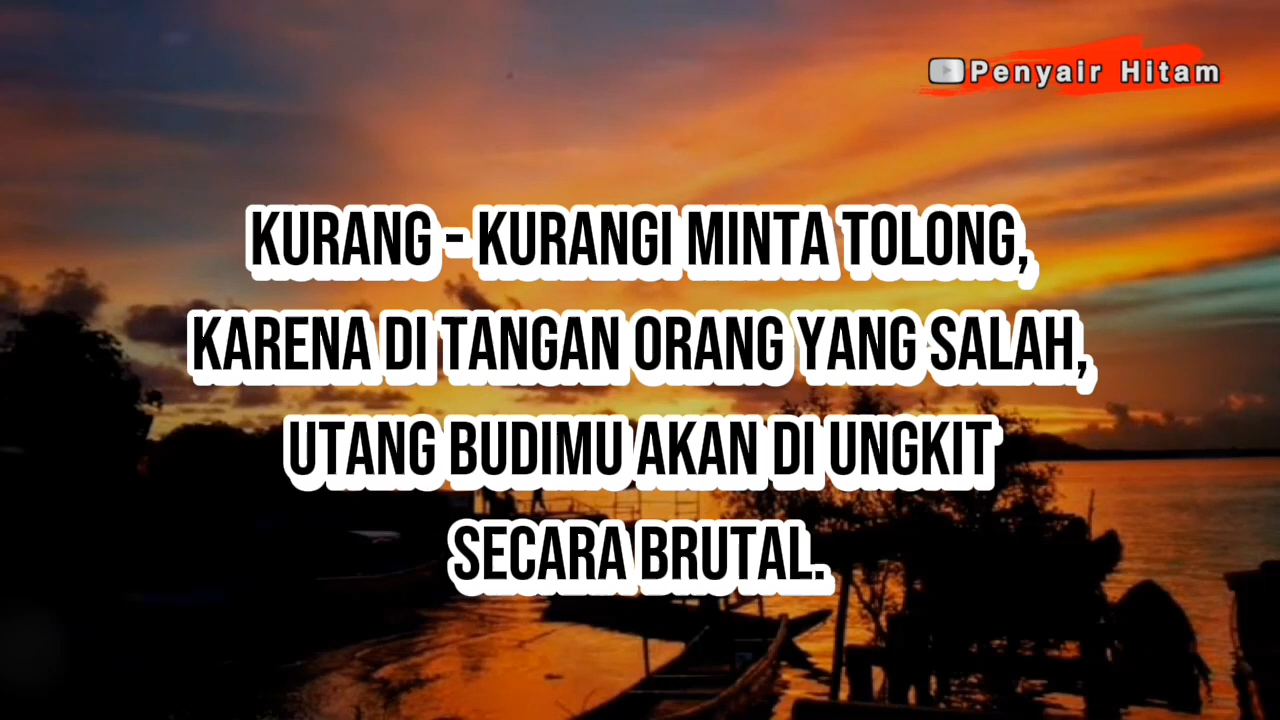 Penyair Hitam
KURANG - KURANGI MINTA TOLONG,
KARENA DI TANGAN ORANG YANG SALAH,
UTANG BUDIMU AKAN DI UNGKIT
SECARA BRUTAL.